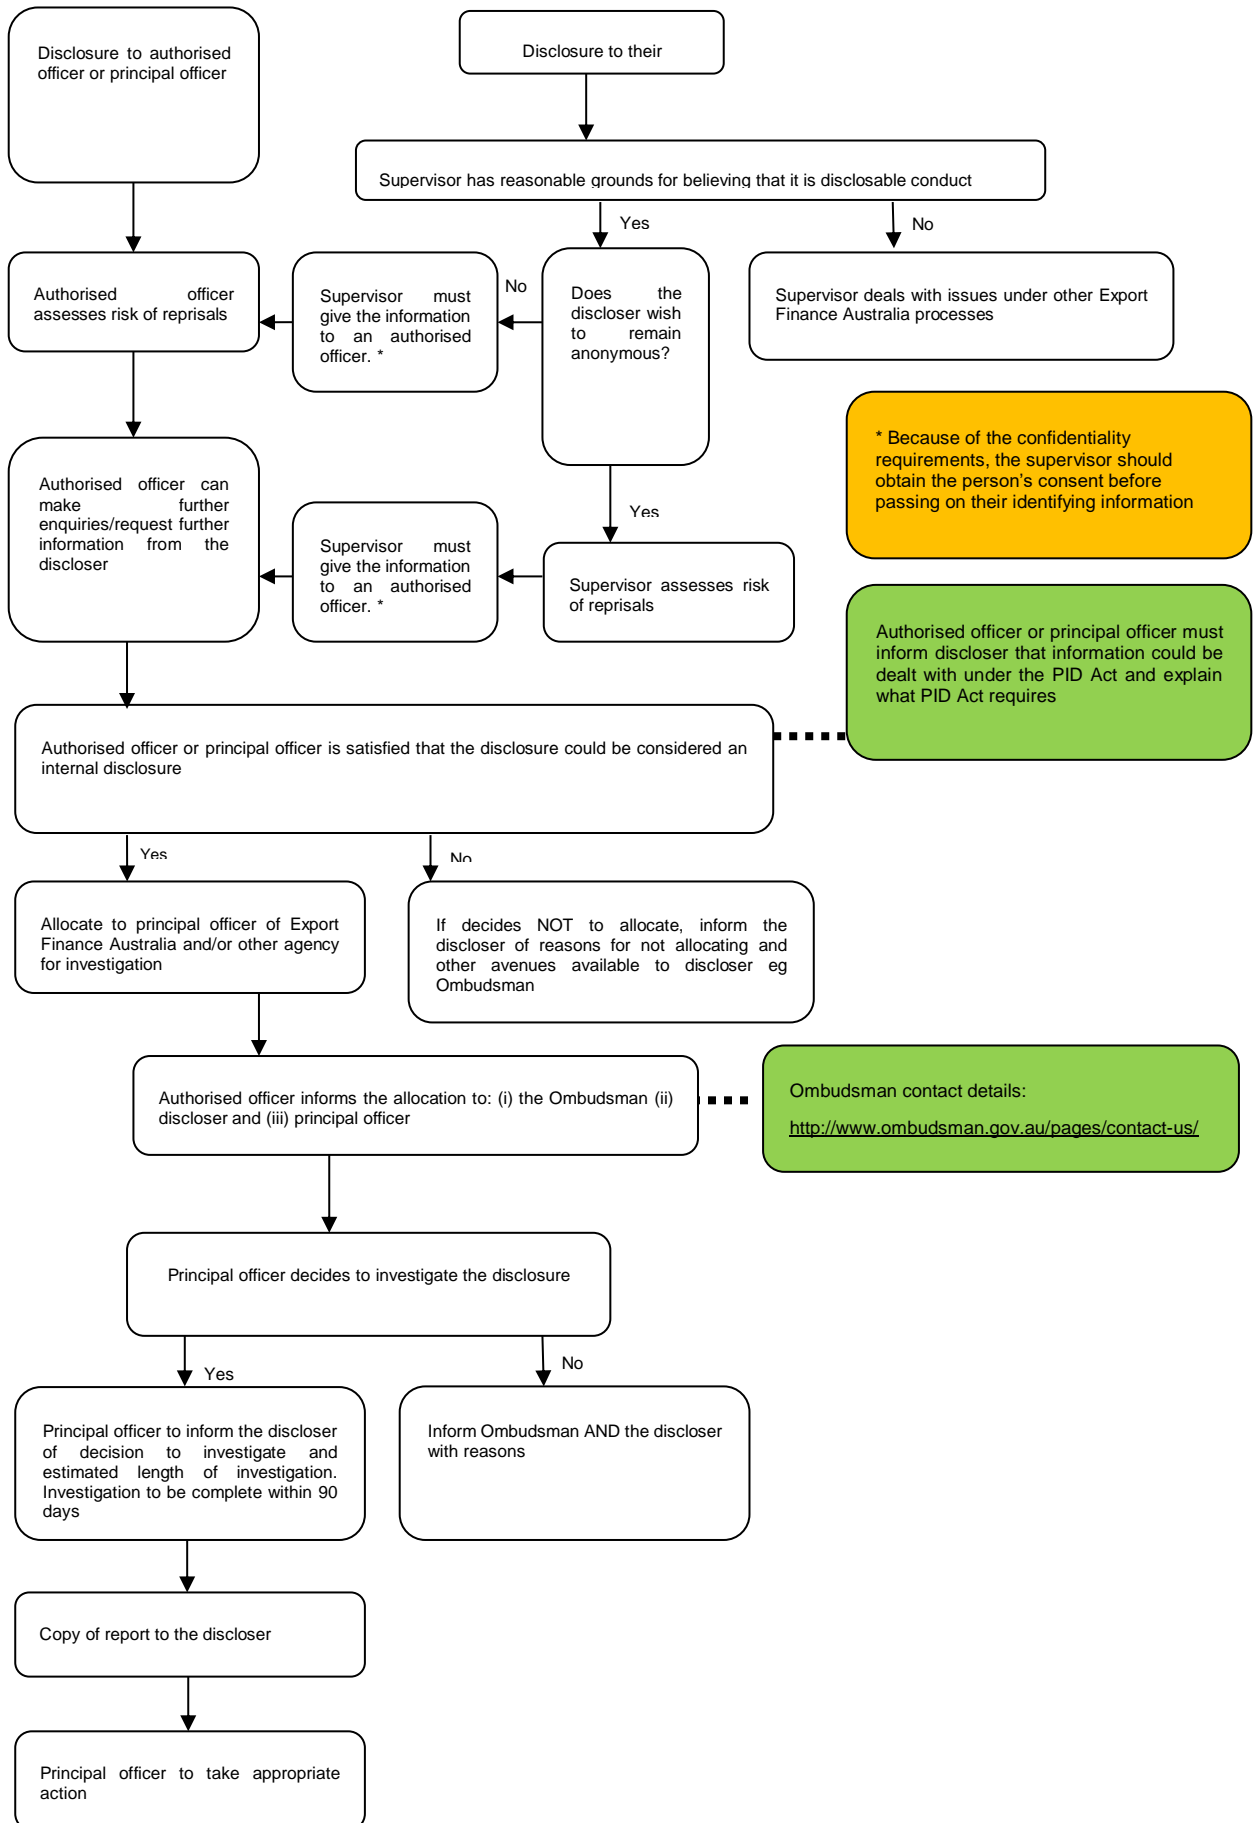 Disclosure to authorised
officer or principal officer
Disclosure to their
Supervisor has reasonable grounds for believing that it is disclosable conduct
Yes
No
Authorised officer
assesses risk of reprisals
Supervisor must
give the information
to an authorised
officer. *
No
Does the
discloser wish
to remain
anonymous?
Supervisor deals with issues under other Export
Finance Australia processes
* Because of the confidentiality
requirements, the supervisor should
obtain the person's consent before
passing on their identifying information
Authorised officer can
make further
enquiries/request further
information from the
discloser
Supervisor must
give the information
to an authorised
officer. *
Yes
Supervisor assesses risk
of reprisals
Authorised officer or principal officer must
inform discloser that information could be
dealt with under the PID Act and explain
what PID Act requires
Authorised officer or principal officer is satisfied that the disclosure could be considered an
internal disclosure
Yes
No
Allocate to principal officer of Export
Finance Australia and/or other agency
for investigation
If decides NOT to allocate, inform the
discloser of reasons for not allocating and
other avenues available to discloser eg
Ombudsman
Authorised officer informs the allocation to: (i) the Ombudsman (ii)
discloser and (iii) principal officer
Ombudsman contact details:
http://www.ombudsman.gov.au/pages/contact-us/
Principal officer decides to investigate the disclosure
Yes
No
Principal officer to inform the discloser
of decision to investigate and
estimated length of investigation.
Investigation to be complete within 90
days
Inform Ombudsman AND the discloser
with reasons
Copy of report to the discloser
Principal officer to take appropriate
action